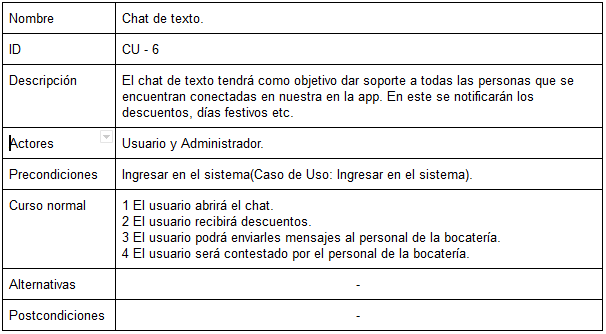 Nombre Chat de texto.
ID CU - 6
Descripción El chat de texto tendrá como objetivo dar soporte a todas las personas que se
encuentran conectadas en nuestra en la app. En este se notificarán los
descuentos, días festivos etc.
Actores Usuario y Administrador.
Precondiciones Ingresar en el sistema(Caso de Uso: Ingresar en el sistema).
Curso normal 1 El usuario abrirá el chat.
2 El usuario recibirá descuentos.
3 El usuario podrá enviarles mensajes al personal de la bocatería.
4 El usuario será contestado por el personal de la bocatería.
Alternativas -
Postcondiciones -